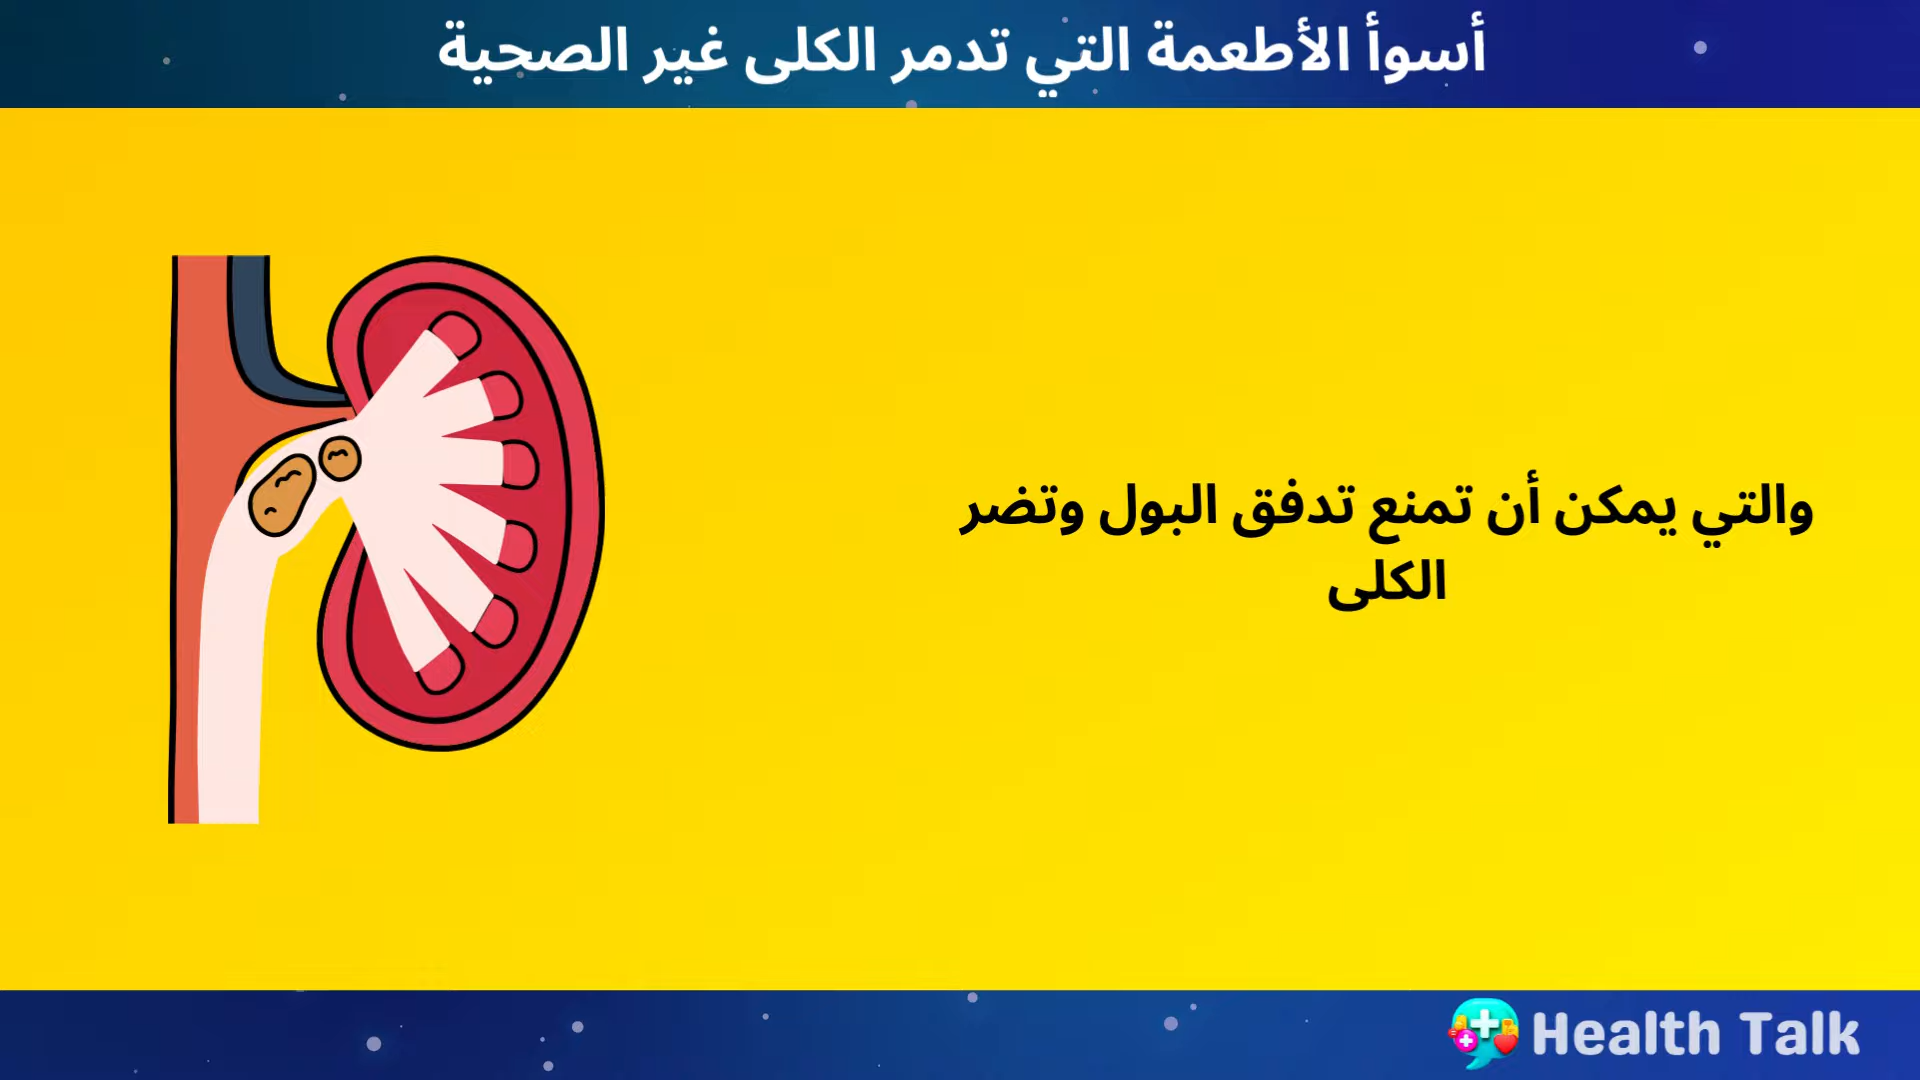 أسوأ الأطعمة التي تدمر الكلى غير الصحية
والتي يمكن أن تمنع تدفق البول وتضر
الكلى
Health Talk